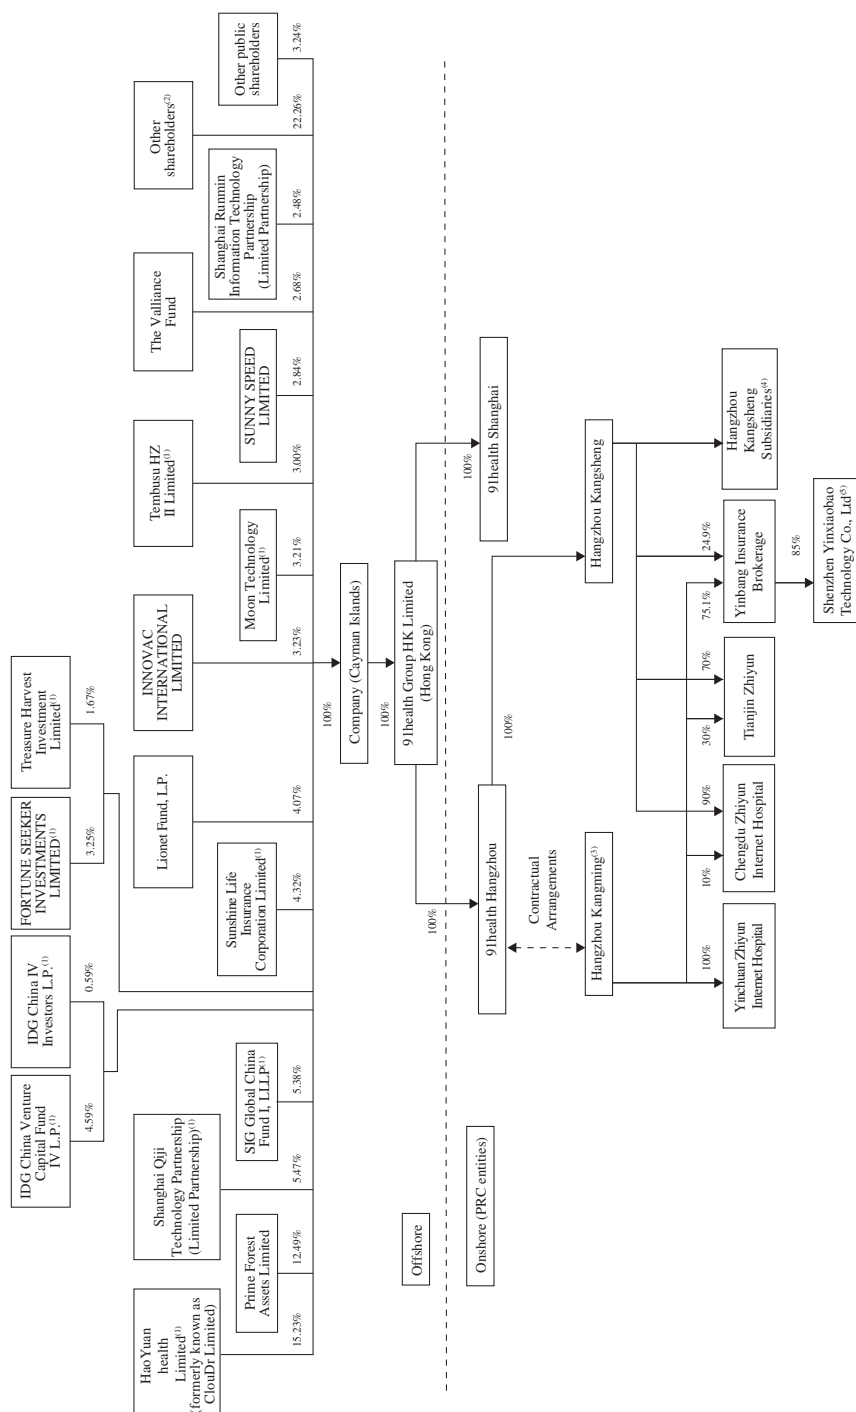 IDG China Venture
Capital Fund
IV L.P.(1)
4.59%
IDG China IV
Investors L.P.(1)
0.59%
FORTUNE SEEKER
INVESTMENTS
LIMITED(1)
3.25%
Treasure Harvest
Investment
Limited(1)
1.67%
HaoYuan
health
Limited(1)
(formerly known as
ClouDr Limited)
15.23%
Prime Forest
Assets Limited
12.49%
Shanghai Qiji
Technology Partnership
(Limited Partnership)(1)
5.47%
SIG Global China
Fund I, LLLP(1)
5.38%
Sunshine Life
Insurance
Corporation Limited(1)
4.32%
Lionet Fund, L.P.
4.07%
INNOVAC
INTERNATIONAL
LIMITED
3.23%
Moon Technology
Limited(1)
3.21%
Tembusu HZ
II Limited(1)
3.00%
SUNNY SPEED
LIMITED
2.84%
The Valliance
Fund
2.68%
Shanghai Runmin
Information Technology
Partnership
(Limited Partnership)
2.48%
Other
shareholders(2)
22.26%
Other public
shareholders
3.24%
100%
Company (Cayman Islands)
100%
91health Group HK Limited
(Hong Kong)
Offshore
Onshore (PRC entities)
100%
91health Hangzhou
100%
91health Shanghai
100%
Contractual
Arrangements
Hangzhou Kangming(3)
Hangzhou Kangsheng
100%
Yinchuan Zhiyun
Internet Hospital
10%
90%
Chengdu Zhiyun
Internet Hospital
30%
70%
Tianjin Zhiyun
75.1%
24.9%
Yinbang Insurance
Brokerage
Hangzhou
Kangsheng
Subsidiaries(4)
85%
Shenzhen Yinxiaobao
Technology Co., Ltd(5)